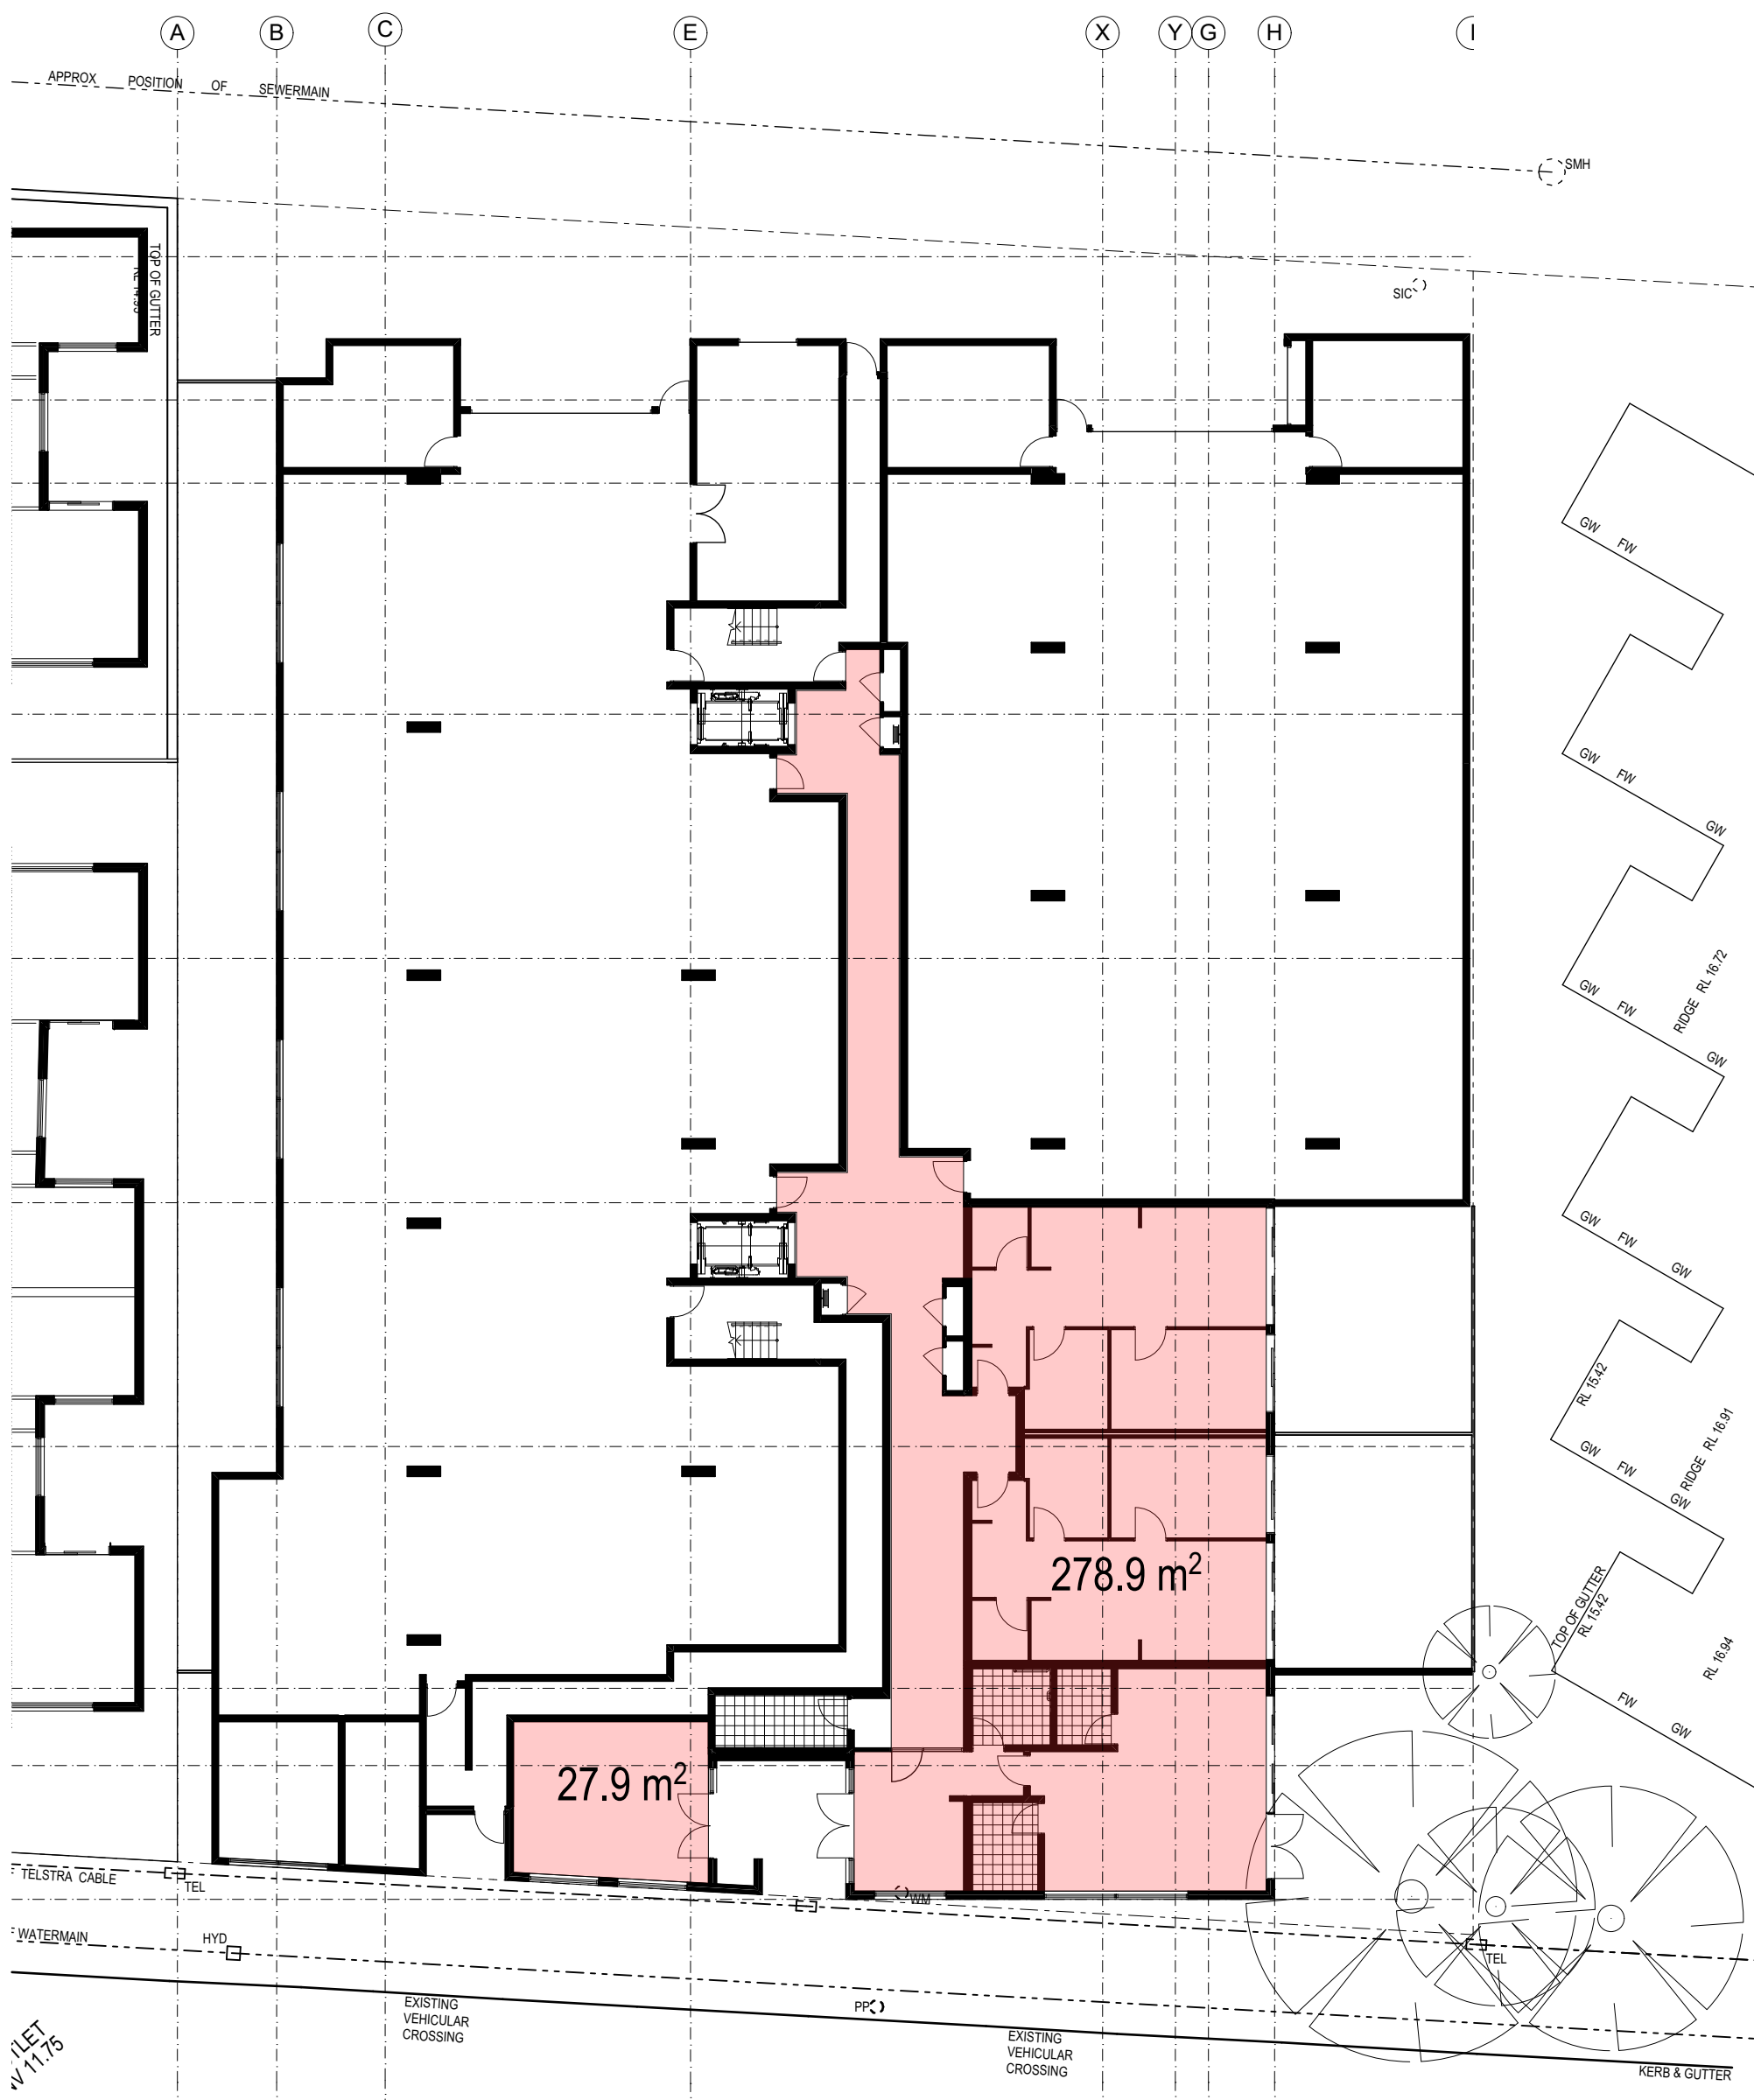 A B C E X Y G H I
APPROX POSITION OF SEWERMAIN
SMH
TOP OF GUTTER
SIC
GW FW
GW FW
GW
GW FW
RIDGE RL 16.72
GW
GW FW
GW
RL 15.42
GW FW
GW
RIDGE RL 16.91
278.9 m²
TOP OF GUTTER
RL 15.42
RL 16.94
FW GW
27.9 m²
TELSTRA CABLE
TEL
WM
WATERMAIN
HYD
TEL
PP
EXISTING
VEHICULAR
CROSSING
EXISTING
VEHICULAR
CROSSING
KERB & GUTTER
11.75